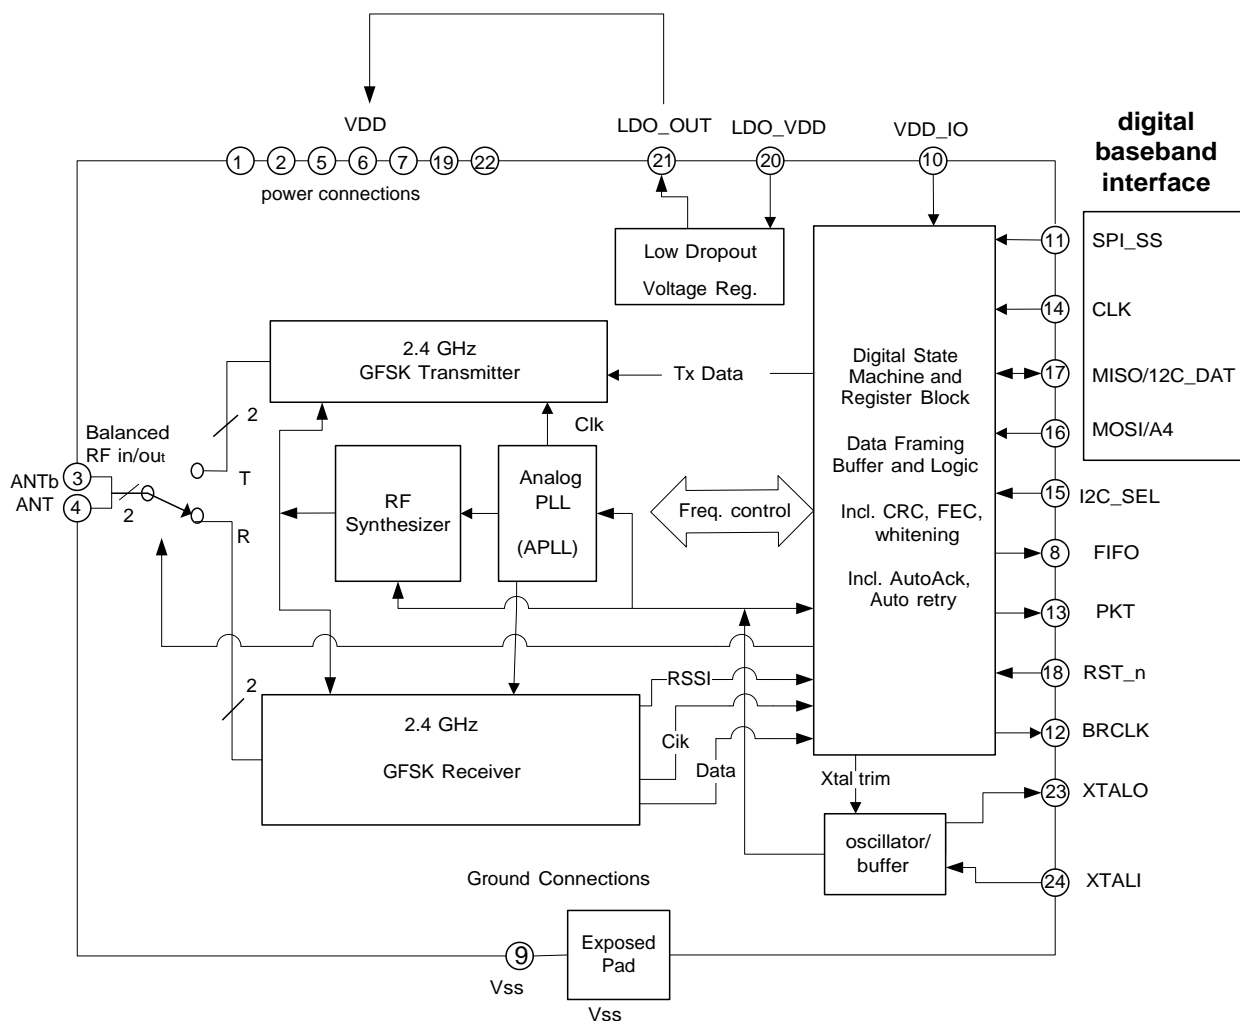 VDD
LDO_OUT
LDO_VDD
VDD_IO
digital
baseband
interface
1
2
5
6
7
19
22
21
20
10
power connections
Low Dropout
Voltage Reg.
11
SPI_SS
14
CLK
17
MISO/12C_DAT
16
MOSI/A4
15
I2C_SEL
8
FIFO
13
PKT
18
RST_n
12
BRCLK
23
XTALO
24
XTALI
2.4 GHz
GFSK Transmitter
Tx Data
Digital State
Machine and
Register Block
Data Framing
Buffer and Logic
Incl. CRC, FEC,
whitening
Incl. AutoAck,
Auto retry
2
Clk
Balanced
RF in/out
ANTb
3
ANT
4
2
T
R
RF
Synthesizer
Analog
PLL
(APLL)
Freq. control
2
2.4 GHz
GFSK Receiver
RSSI
Cik
Data
Xtal trim
oscillator/
buffer
Ground Connections
9
Vss
Exposed
Pad
Vss